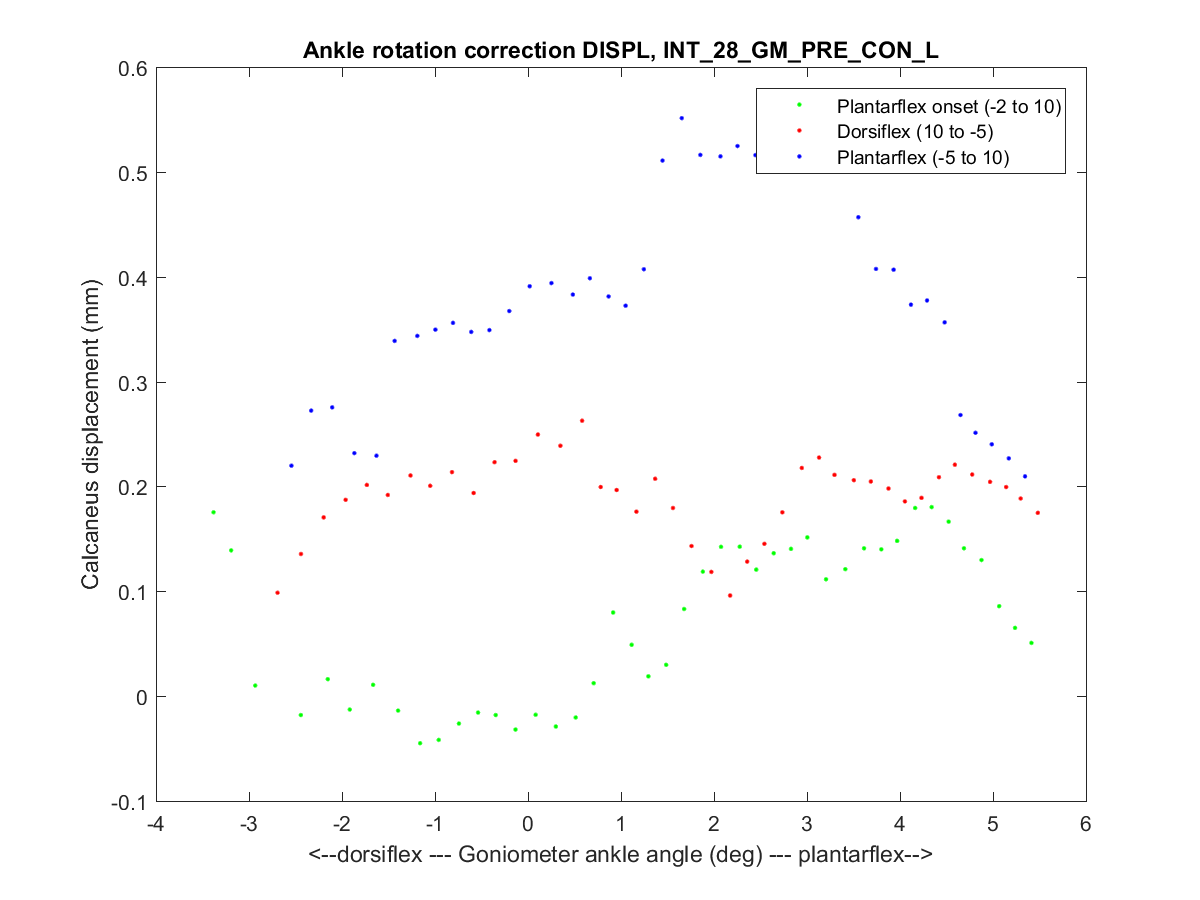 Ankle rotation correction DISPL, INT_28_GM_PRE_CON_L
Plantarflex onset (-2 to 10)
Dorsiflex (10 to -5)
Plantarflex (-5 to 10)
0.6
0.5
0.4
0.3
0.2
0.1
0
-0.1
Calcaneus displacement (mm)
-4 -3 -2 -1 0 1 2 3 4 5 6
<--dorsiflex --- Goniometer ankle angle (deg) --- plantarflex-->